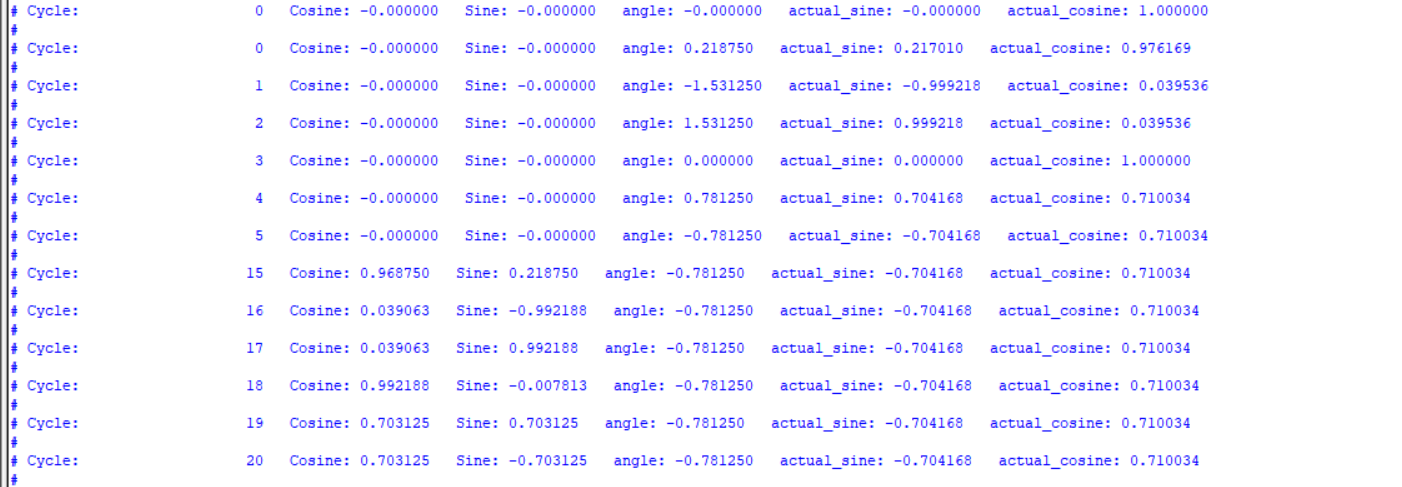 # Cycle: 0 Cosine: -0.000000 Sine: -0.000000 angle: -0.000000 actual_sine: -0.000000 actual_cosine: 1.000000
#
# Cycle: 0 Cosine: -0.000000 Sine: -0.000000 angle: 0.218750 actual_sine: 0.217010 actual_cosine: 0.976169
#
# Cycle: 1 Cosine: -0.000000 Sine: -0.000000 angle: -1.531250 actual_sine: -0.999218 actual_cosine: 0.039536
#
# Cycle: 2 Cosine: -0.000000 Sine: -0.000000 angle: 1.531250 actual_sine: 0.999218 actual_cosine: 0.039536
#
# Cycle: 3 Cosine: -0.000000 Sine: -0.000000 angle: 0.000000 actual_sine: 0.000000 actual_cosine: 1.000000
#
# Cycle: 4 Cosine: -0.000000 Sine: -0.000000 angle: 0.781250 actual_sine: 0.704168 actual_cosine: 0.710034
#
# Cycle: 5 Cosine: -0.000000 Sine: -0.000000 angle: -0.781250 actual_sine: -0.704168 actual_cosine: 0.710034
#
# Cycle: 15 Cosine: 0.968750 Sine: 0.218750 angle: -0.781250 actual_sine: -0.704168 actual_cosine: 0.710034
#
# Cycle: 16 Cosine: 0.039063 Sine: -0.992188 angle: -0.781250 actual_sine: -0.704168 actual_cosine: 0.710034
#
# Cycle: 17 Cosine: 0.039063 Sine: 0.992188 angle: -0.781250 actual_sine: -0.704168 actual_cosine: 0.710034
#
# Cycle: 18 Cosine: 0.992188 Sine: -0.007813 angle: -0.781250 actual_sine: -0.704168 actual_cosine: 0.710034
#
# Cycle: 19 Cosine: 0.703125 Sine: 0.703125 angle: -0.781250 actual_sine: -0.704168 actual_cosine: 0.710034
#
# Cycle: 20 Cosine: 0.703125 Sine: -0.703125 angle: -0.781250 actual_sine: -0.704168 actual_cosine: 0.710034
#